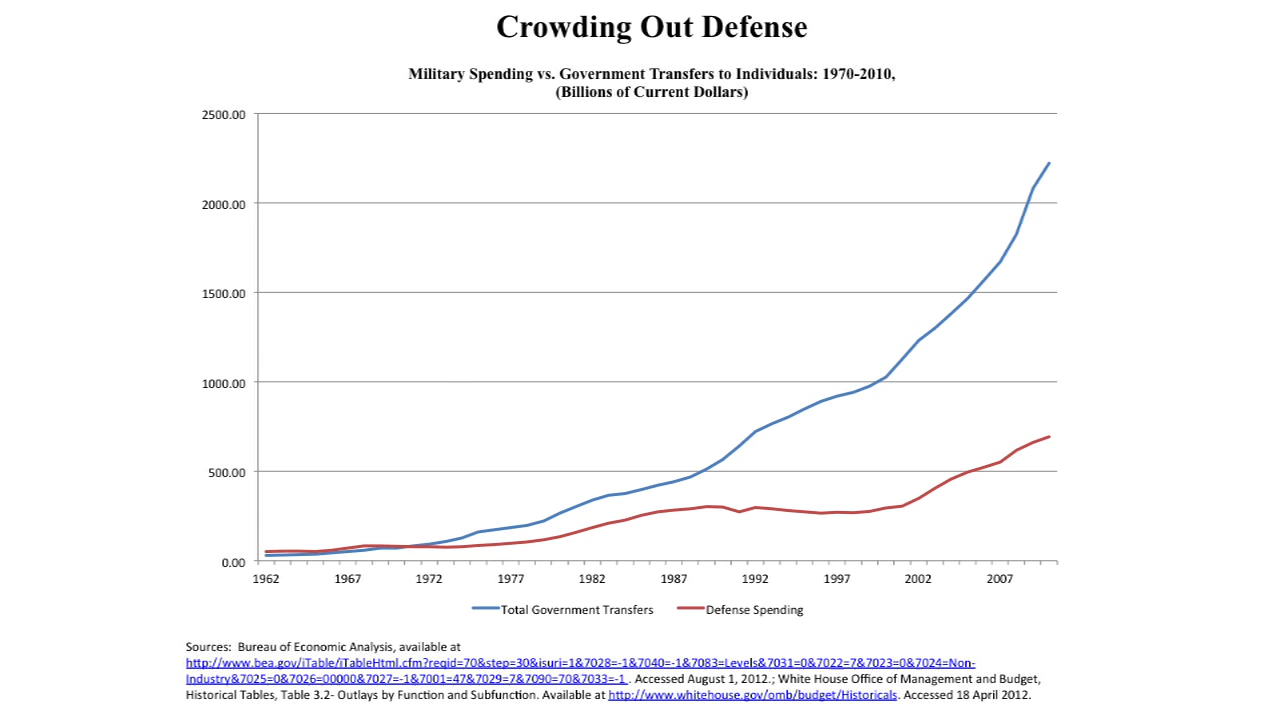 Crowding Out Defense
Military Spending vs. Government Transfers to Individuals: 1970-2010,
(Billions of Current Dollars)
2500.00
2000.00
1500.00
1000.00
500.00
0.00
1962 1967 1972 1977 1982 1987 1992 1997 2002 2007
Total Government Transfers Defense Spending
Sources: Bureau of Economic Analysis, available at
http://www.bea.gov/iTable/iTableHtml.cfm?reqid=70&step=30&isuri=1&7028=-1&7040=-1&7083=Levels&7031=0&7022=7&7023=0&7024=Non-
Industry&7025=0&7026=00000&7027=-1&7001=47&7029=7&7090=70&7033=-1 . Accessed August 1, 2012.; White House Office of Management and Budget,
Historical Tables, Table 3.2- Outlays by Function and Subfunction. Available at http://www.whitehouse.gov/omb/budget/Historicals. Accessed 18 April 2012.